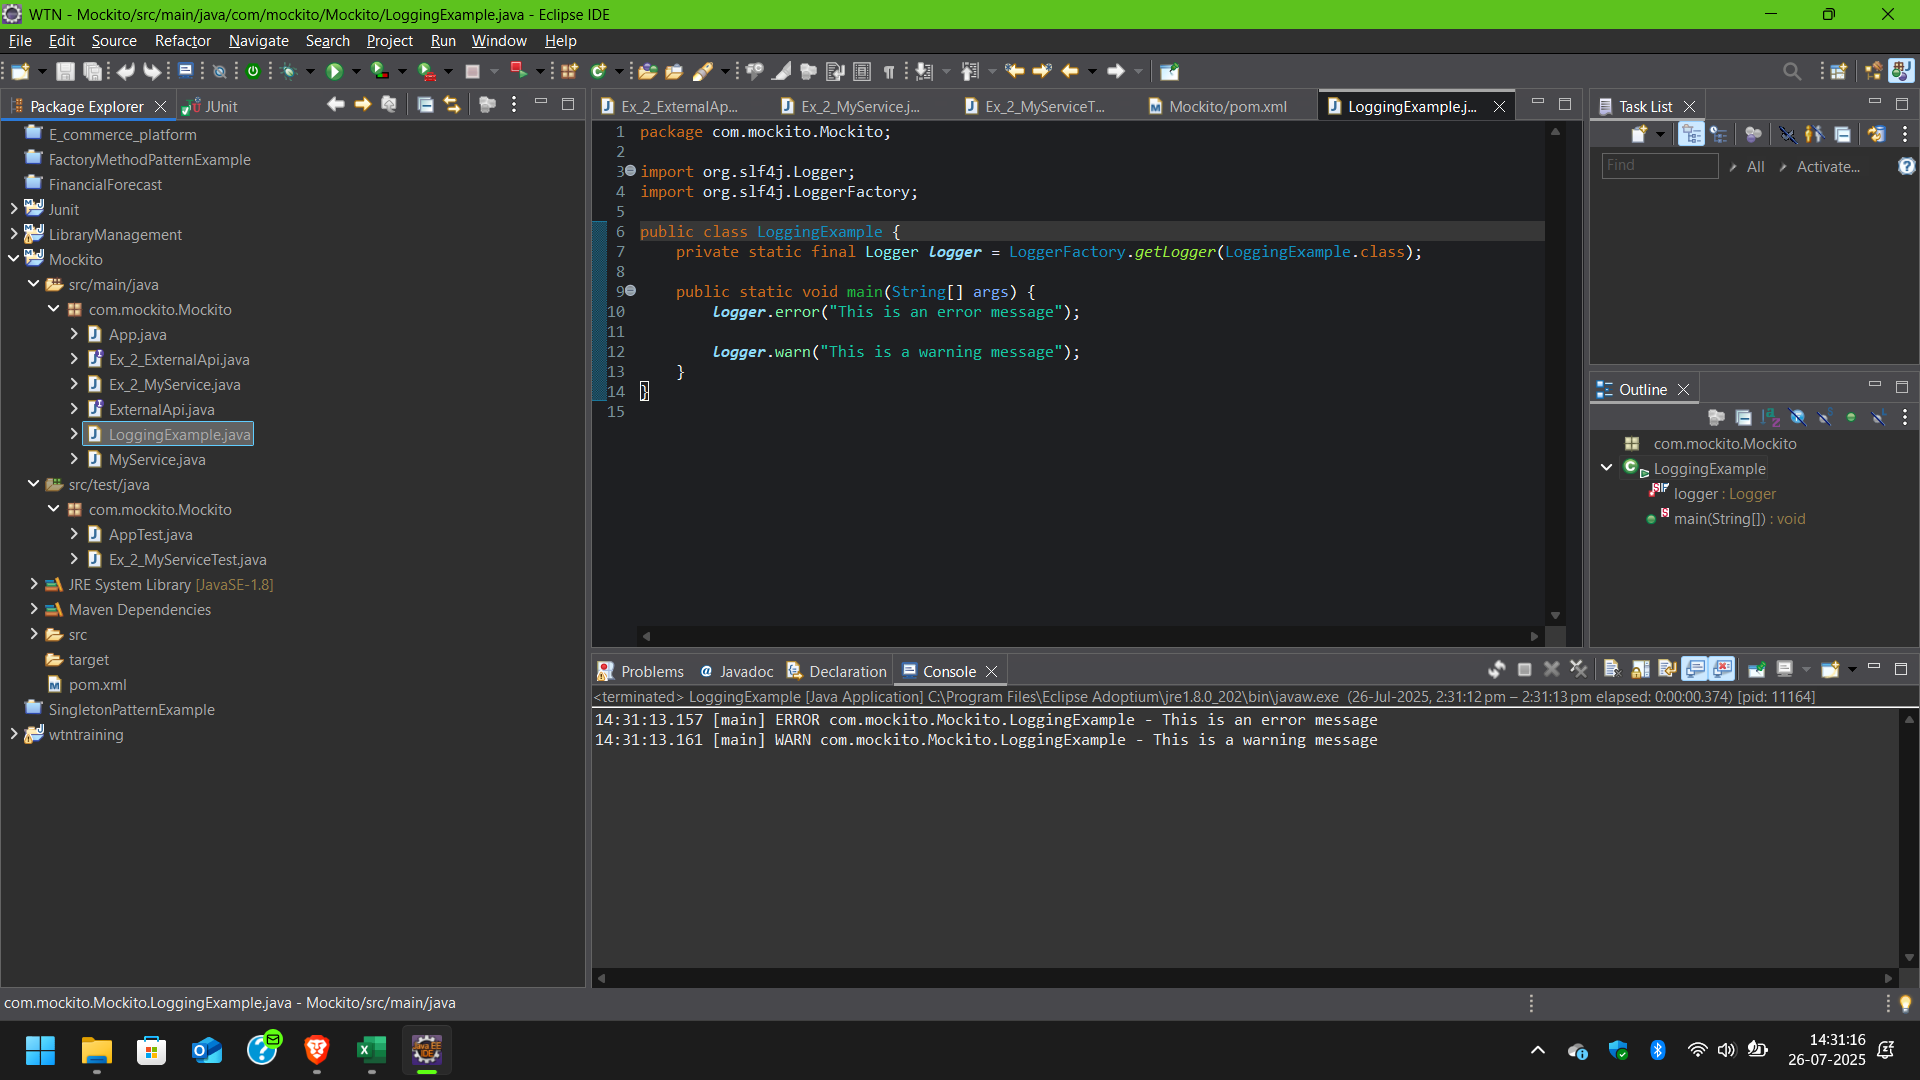 WTN - Mockito/src/main/java/com/mockito/Mockito/LoggingExample.java - Eclipse IDE
File Edit Source Refactor Navigate Search Project Run Window Help
Package Explorer
JUnit
E_commerce_platform
FactoryMethodPatternExample
FinancialForecast
Junit
LibraryManagement
Mockito
src/main/java
com.mockito.Mockito
App.java
Ex_2_ExternalApi.java
Ex_2_MyService.java
ExternalApi.java
LoggingExample.java
MyService.java
src/test/java
com.mockito.Mockito
AppTest.java
Ex_2_MyServiceTest.java
JRE System Library [JavaSE-1.8]
Maven Dependencies
src
target
pom.xml
SingletonPatternExample
wtntraining
Ex_2_ExternalAp... Ex_2_MyService.j... Ex_2_MyServiceT... Mockito/pom.xml LoggingExample.j...
1 package com.mockito.Mockito;
2
3 import org.slf4j.Logger;
4 import org.slf4j.LoggerFactory;
5
6 public class LoggingExample {
7     private static final Logger logger = LoggerFactory.getLogger(LoggingExample.class);
8
9     public static void main(String[] args) {
10         logger.error("This is an error message");
11
12         logger.warn("This is a warning message");
13     }
14 }
15
Task List
Find
All
Activate...
Outline
com.mockito.Mockito
LoggingExample
logger : Logger
main(String[]) : void
Problems Javadoc Declaration Console
<terminated> LoggingExample [Java Application] C:\Program Files\Eclipse Adoptium\jre1.8.0_202\bin\javaw.exe (26-Jul-2025, 2:31:12 pm – 2:31:13 pm elapsed: 0:00:00.374) [pid: 11164]
14:31:13.157 [main] ERROR com.mockito.Mockito.LoggingExample - This is an error message
14:31:13.161 [main] WARN com.mockito.Mockito.LoggingExample - This is a warning message
com.mockito.Mockito.LoggingExample.java - Mockito/src/main/java
14:31:16
26-07-2025